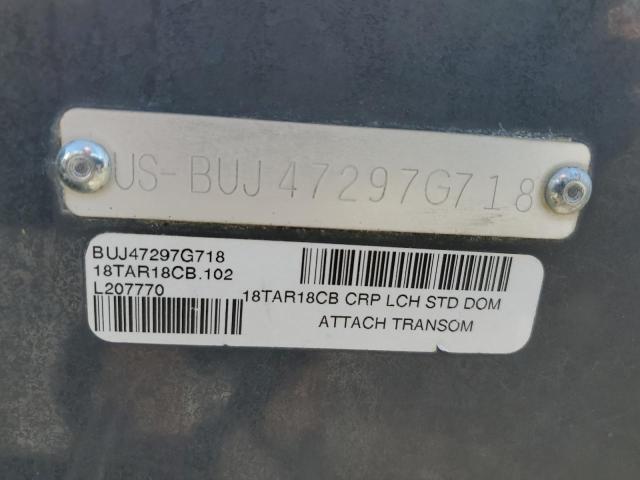 US-BUJ47297G718
BUJ47297G718
18TAR18CB.102
L207770
18TAR18CB CRP LCH STD DOM
ATTACH TRANSOM